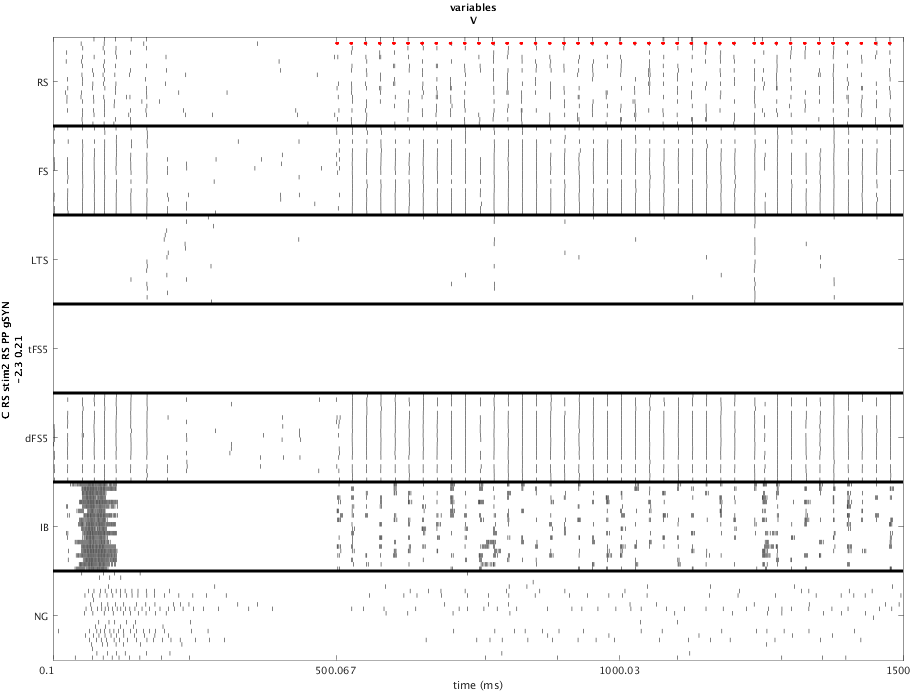 variables
V
RS
FS
LTS
tFS5
dFS5
IB
NG
C RS stim2 RS PP gSYN
-2.3 0.21
0.1
500.067
1000.03
1500
time (ms)